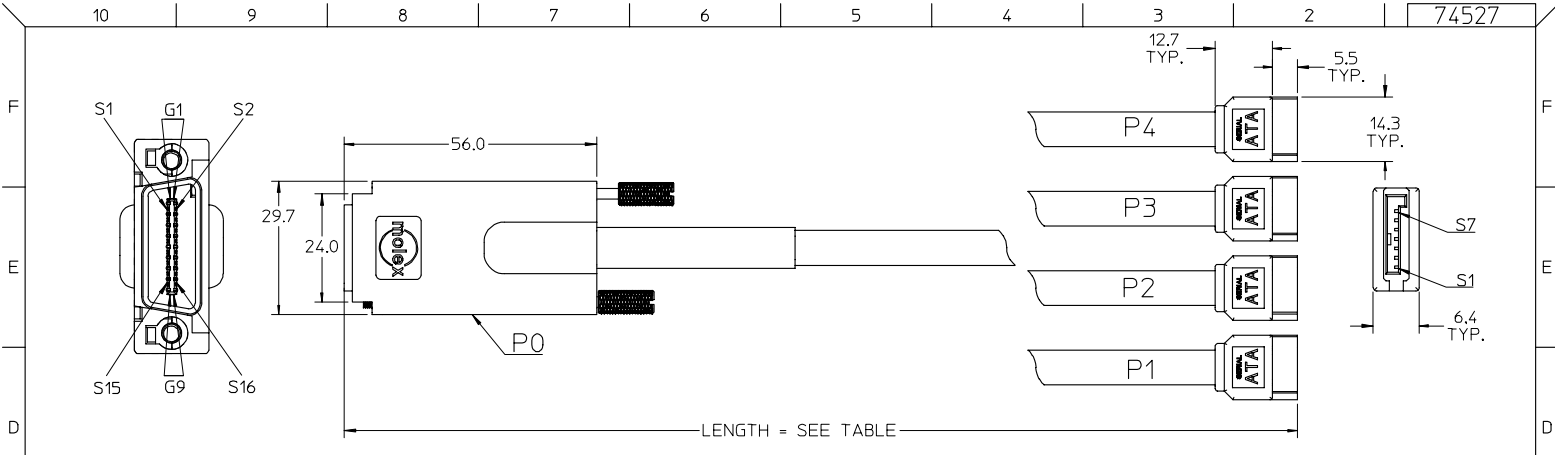 10 9 8 7 6 5 4 3 2 74527
12.7
TYP.
5.5
TYP.
F S1 G1 S2 P4 SERIAL ATA F
56.0
14.3
TYP.
29.7
24.0
molex
P3 SERIAL ATA
S7
E E
P2 SERIAL ATA
S1
P0
6.4
TYP.
S15 G9 S16
P1 SERIAL ATA
D LENGTH = SEE TABLE D